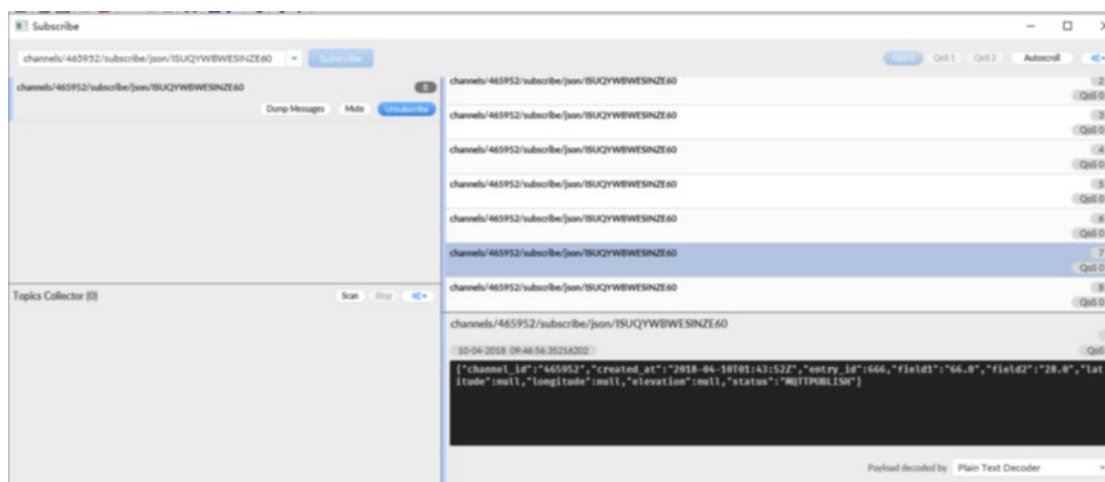 Subscribe
channels/465952/subscribe/json/ISUQYWBWESINZE60 Subscribe QoS 0 QoS 1 QoS 2 Autoscroll
channels/465952/subscribe/json/ISUQYWBWESINZE60 8
Dump Messages Mute Unsubscribe
channels/465952/subscribe/json/ISUQYWBWESINZE60 2
QoS 0
channels/465952/subscribe/json/ISUQYWBWESINZE60 3
QoS 0
channels/465952/subscribe/json/ISUQYWBWESINZE60 4
QoS 0
channels/465952/subscribe/json/ISUQYWBWESINZE60 5
QoS 0
channels/465952/subscribe/json/ISUQYWBWESINZE60 6
QoS 0
channels/465952/subscribe/json/ISUQYWBWESINZE60 7
QoS 0
channels/465952/subscribe/json/ISUQYWBWESINZE60 8
QoS 0
Topics Collector (0) Scan Stop
channels/465952/subscribe/json/ISUQYWBWESINZE60
10-04-2018 09:46:56.35216202 QoS
{"channel_id":"465952","created_at":"2018-04-10T01:43:52Z","entry_id":666,"field1":"66.0","field2":"28.0","lat
itude":null,"longitude":null,"elevation":null,"status":"MQTTPUBLISH"}
Payload decoded by Plain Text Decoder